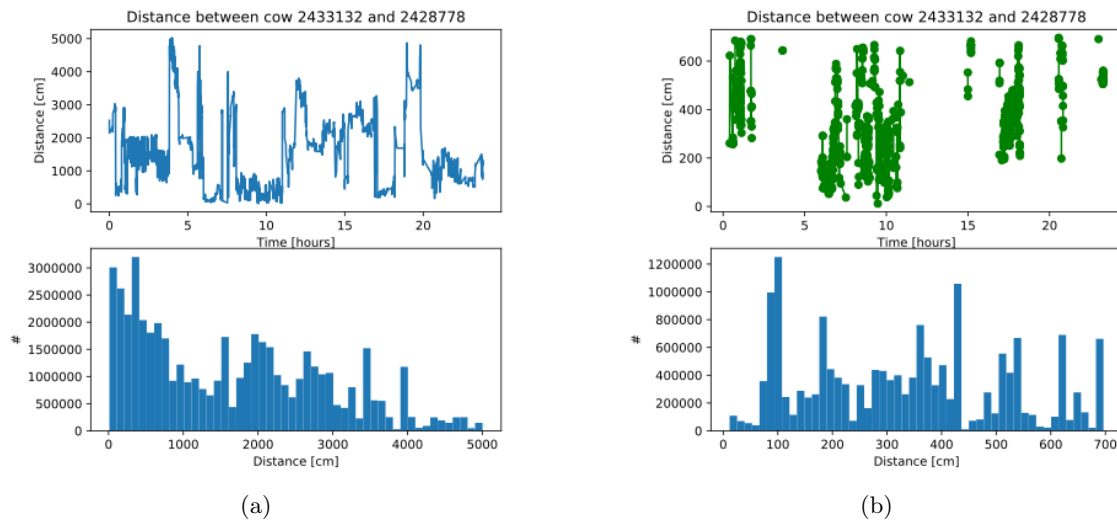 Distance between cow 2433132 and 2428778
5000
4000
3000
2000
1000
0
Distance [cm]
0 5 10 15 20
Time [hours]
3000000
2500000
2000000
1500000
1000000
500000
0
#
0 1000 2000 3000 4000 5000
Distance [cm]
(a)
Distance between cow 2433132 and 2428778
600
400
200
0
Distance [cm]
0 5 10 15 20
Time [hours]
1200000
1000000
800000
600000
400000
200000
0
#
0 100 200 300 400 500 600 700
Distance [cm]
(b)